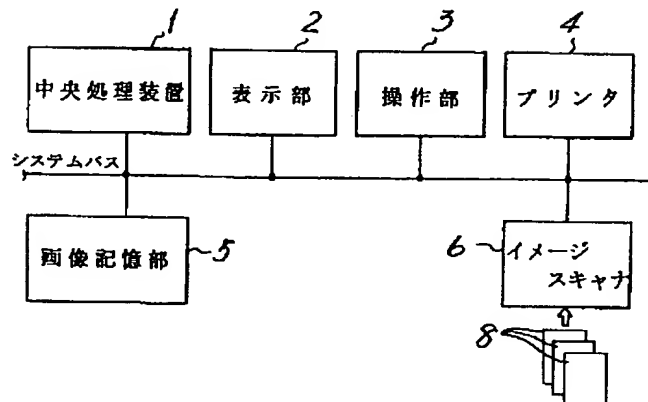 1
2
3
4
中央処理装置
表示部
操作部
プリンタ
システムバス
画像記憶部
5
6
イメージ
スキャナ
8